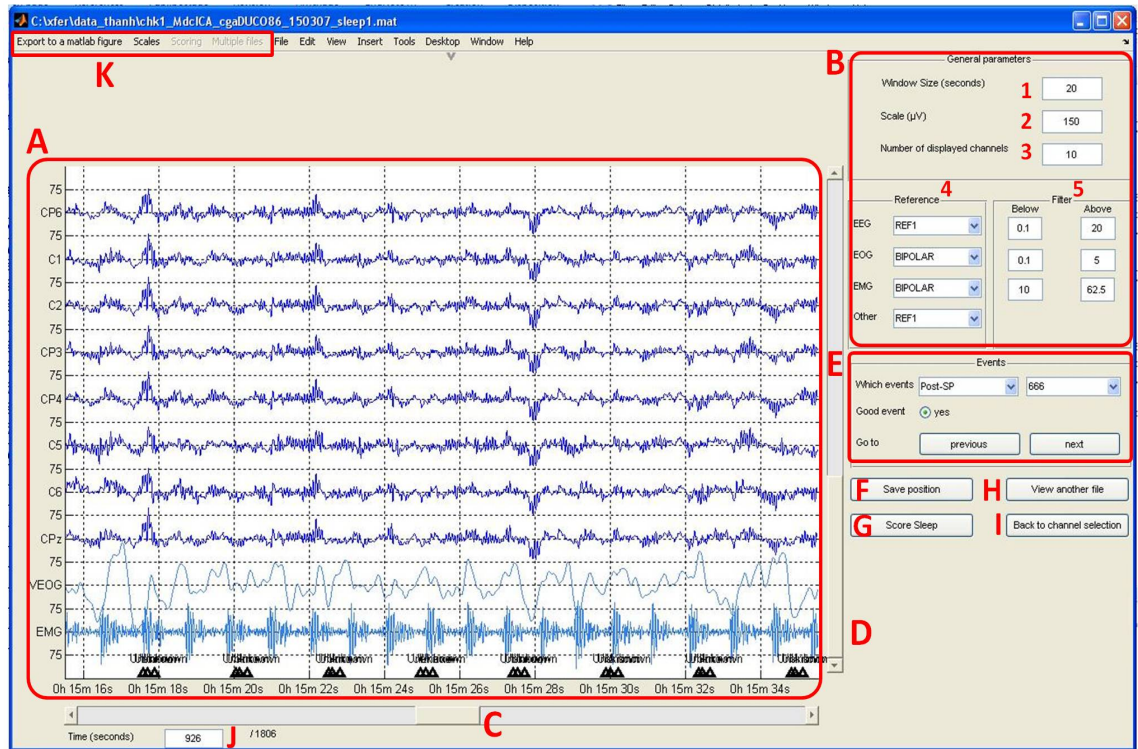 C:\xfer\data_thanh\chk1_MdcICA_cgaDUCO86_150307_sleep1.mat
Export to a matlab figure Scales Scoring Multiple files File Edit View Insert Tools Desktop Window Help
K
B
General parameters
Window Size (seconds) 1 20
Scale (µV) 2 150
Number of displayed channels 3 10
A
4 5
Reference Filter
Below Above
EEG REF1 0.1 20
EOG BIPOLAR 0.1 5
EMG BIPOLAR 10 62.5
Other REF1
E
Events
Which events Post-SP 666
Good event yes
Go to previous next
F Save position H View another file
G Score Sleep I Back to channel selection
75
CP6
75
C1
75
C2
75
CP3
75
CP4
75
C5
75
C6
75
CPz
75
VEOG
75
EMG
75
D
0h 15m 16s 0h 15m 18s 0h 15m 20s 0h 15m 22s 0h 15m 24s 0h 15m 26s 0h 15m 28s 0h 15m 30s 0h 15m 32s 0h 15m 34s
C
Time (seconds) 926 J / 1806